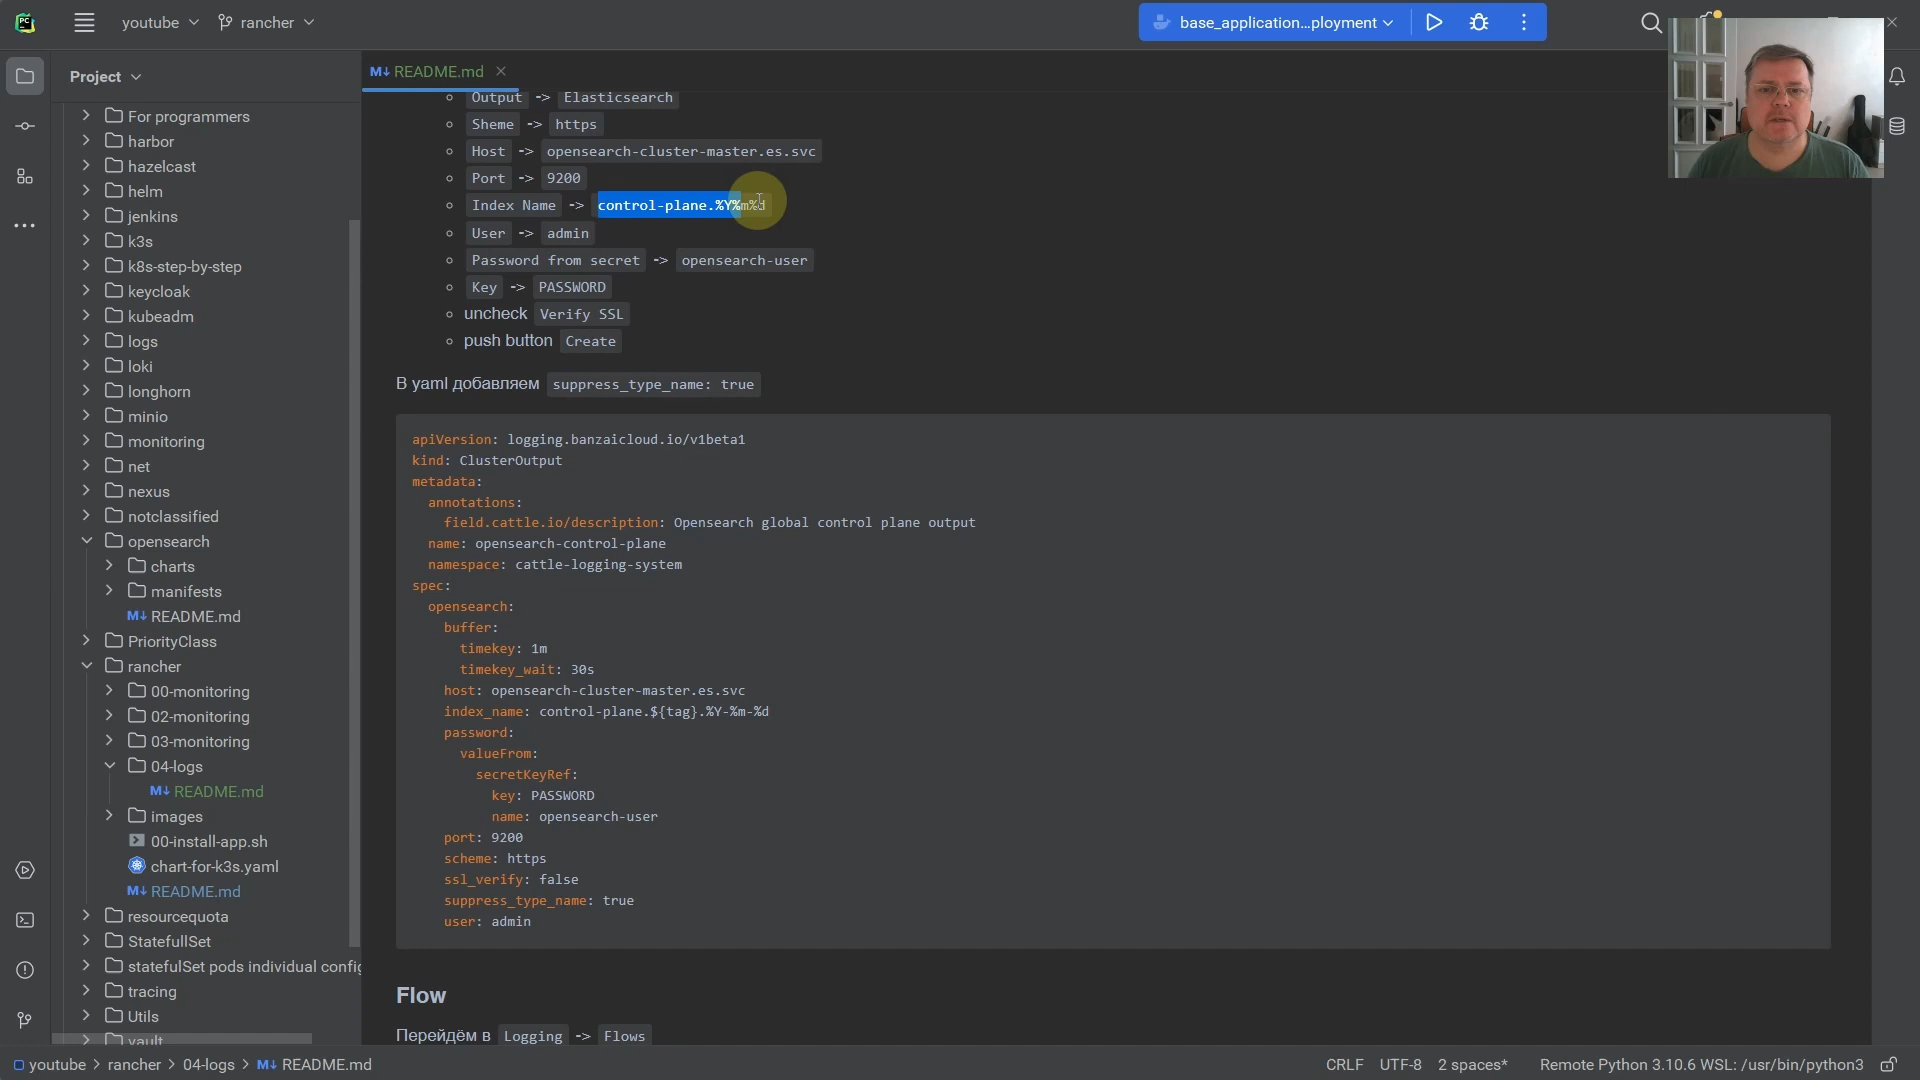 youtube
rancher
base_application...ployment
Project
README.md
For programmers
harbor
hazelcast
helm
jenkins
k3s
k8s-step-by-step
keycloak
kubeadm
logs
loki
longhorn
minio
monitoring
net
nexus
notclassified
opensearch
charts
manifests
README.md
PriorityClass
rancher
00-monitoring
02-monitoring
03-monitoring
04-logs
README.md
images
00-install-app.sh
chart-for-k3s.yaml
README.md
resourcequota
StatefullSet
statefulSet pods individual config
tracing
Utils
vault
Output -> Elasticsearch
Sheme -> https
Host -> opensearch-cluster-master.es.svc
Port -> 9200
Index Name -> control-plane.%Y%m%d
User -> admin
Password from secret -> opensearch-user
Key -> PASSWORD
uncheck Verify SSL
push button Create
В yaml добавляем suppress_type_name: true
apiVersion: logging.banzaicloud.io/v1beta1
kind: ClusterOutput
metadata:
annotations:
field.cattle.io/description: Opensearch global control plane output
name: opensearch-control-plane
namespace: cattle-logging-system
spec:
opensearch:
buffer:
timekey: 1m
timekey_wait: 30s
host: opensearch-cluster-master.es.svc
index_name: control-plane.${tag}.%Y-%m-%d
password:
valueFrom:
secretKeyRef:
key: PASSWORD
name: opensearch-user
port: 9200
scheme: https
ssl_verify: false
suppress_type_name: true
user: admin
Flow
Перейдём в Logging -> Flows
youtube > rancher > 04-logs > README.md
CRLF UTF-8 2 spaces* Remote Python 3.10.6 WSL: /usr/bin/python3